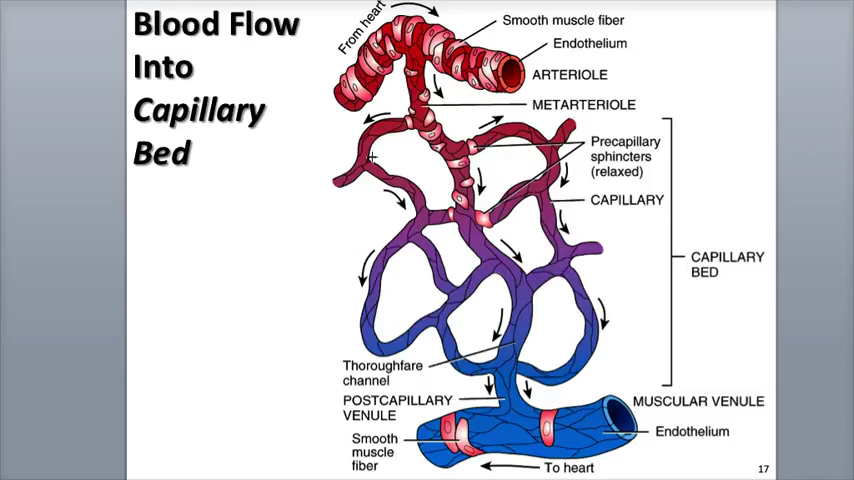 Blood Flow
Into
Capillary
Bed
From heart
Smooth muscle fiber
Endothelium
ARTERIOLE
METARTERIOLE
Precapillary
sphincters
(relaxed)
CAPILLARY
CAPILLARY
BED
Thoroughfare
channel
POSTCAPILLARY
VENULE
MUSCULAR VENULE
Smooth
muscle
fiber
Endothelium
To heart
17